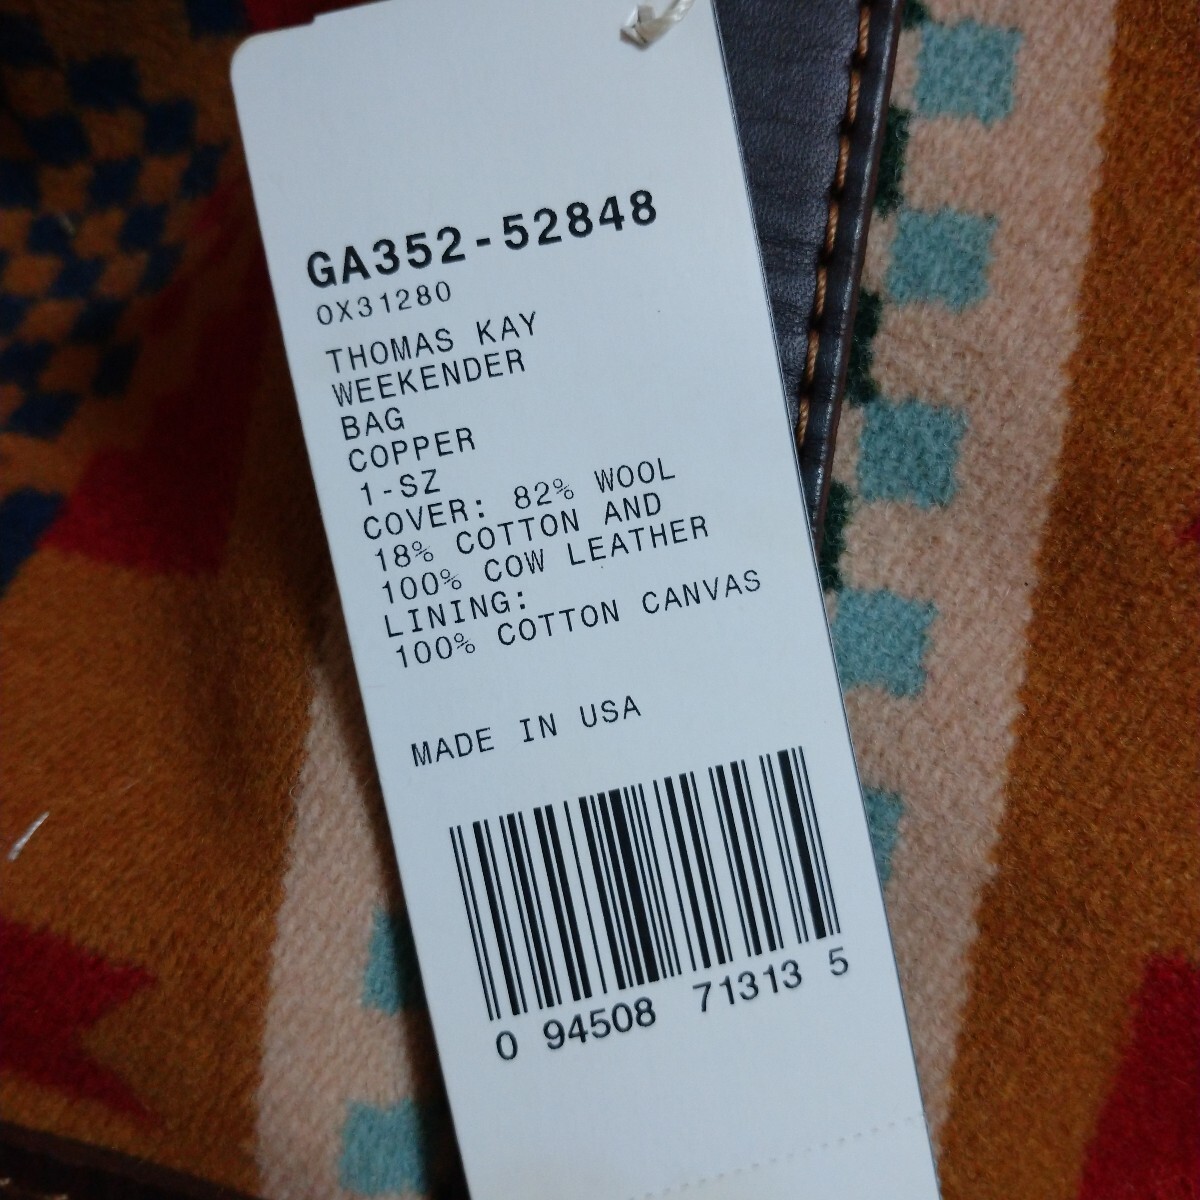 GA352-52848
0X31280
THOMAS KAY
WEEKENDER
BAG
COPPER
1-SZ
COVER: 82% WOOL
18% COTTON AND
100% COW LEATHER
LINING:
100% COTTON CANVAS
MADE IN USA
0 94508 71313 5